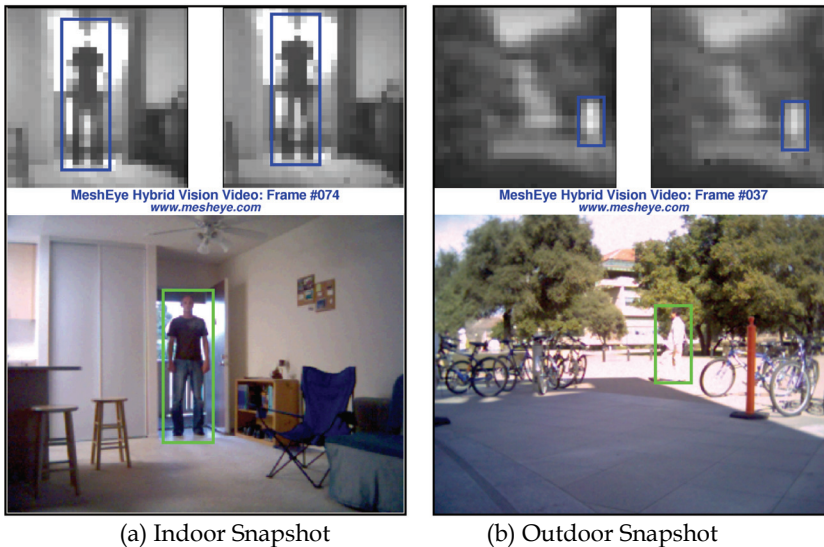 MeshEye Hybrid Vision Video: Frame #074
www.mesheye.com
MeshEye Hybrid Vision Video: Frame #037
www.mesheye.com
(a) Indoor Snapshot
(b) Outdoor Snapshot